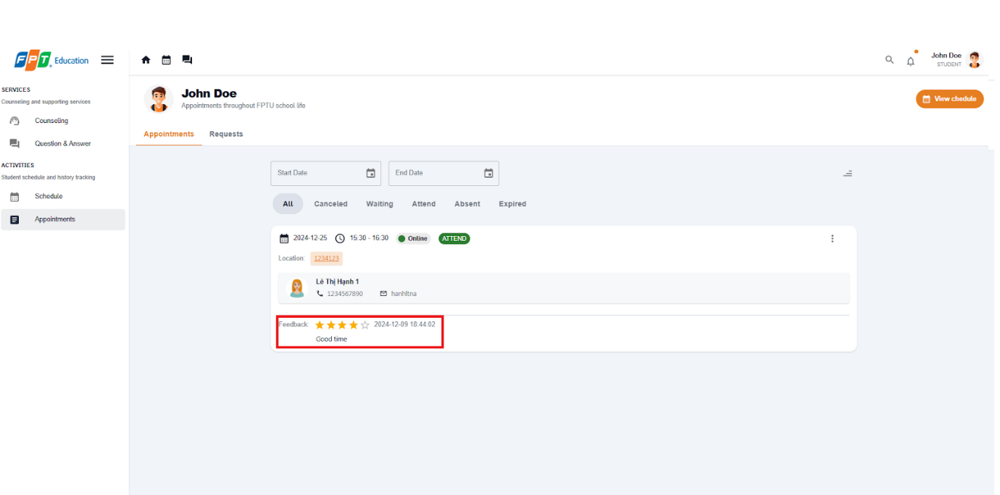 FPT Education
John Doe
STUDENT
SERVICES
Counseling and supporting services
Counseling
Question & Answer
ACTIVITIES
Student schedule and history tracking
Schedule
Appointments
John Doe
Appointments throughout FPTU school life
View chedule
Appointments Requests
Start Date End Date
All Canceled Waiting Attend Absent Expired
2024-12-25 15:30 - 16:30 Online ATTEND
Location: 1234123
Lê Thị Hạnh 1
1234567890 hanhltna
Feedback: 2024-12-09 18:44:02
Good time